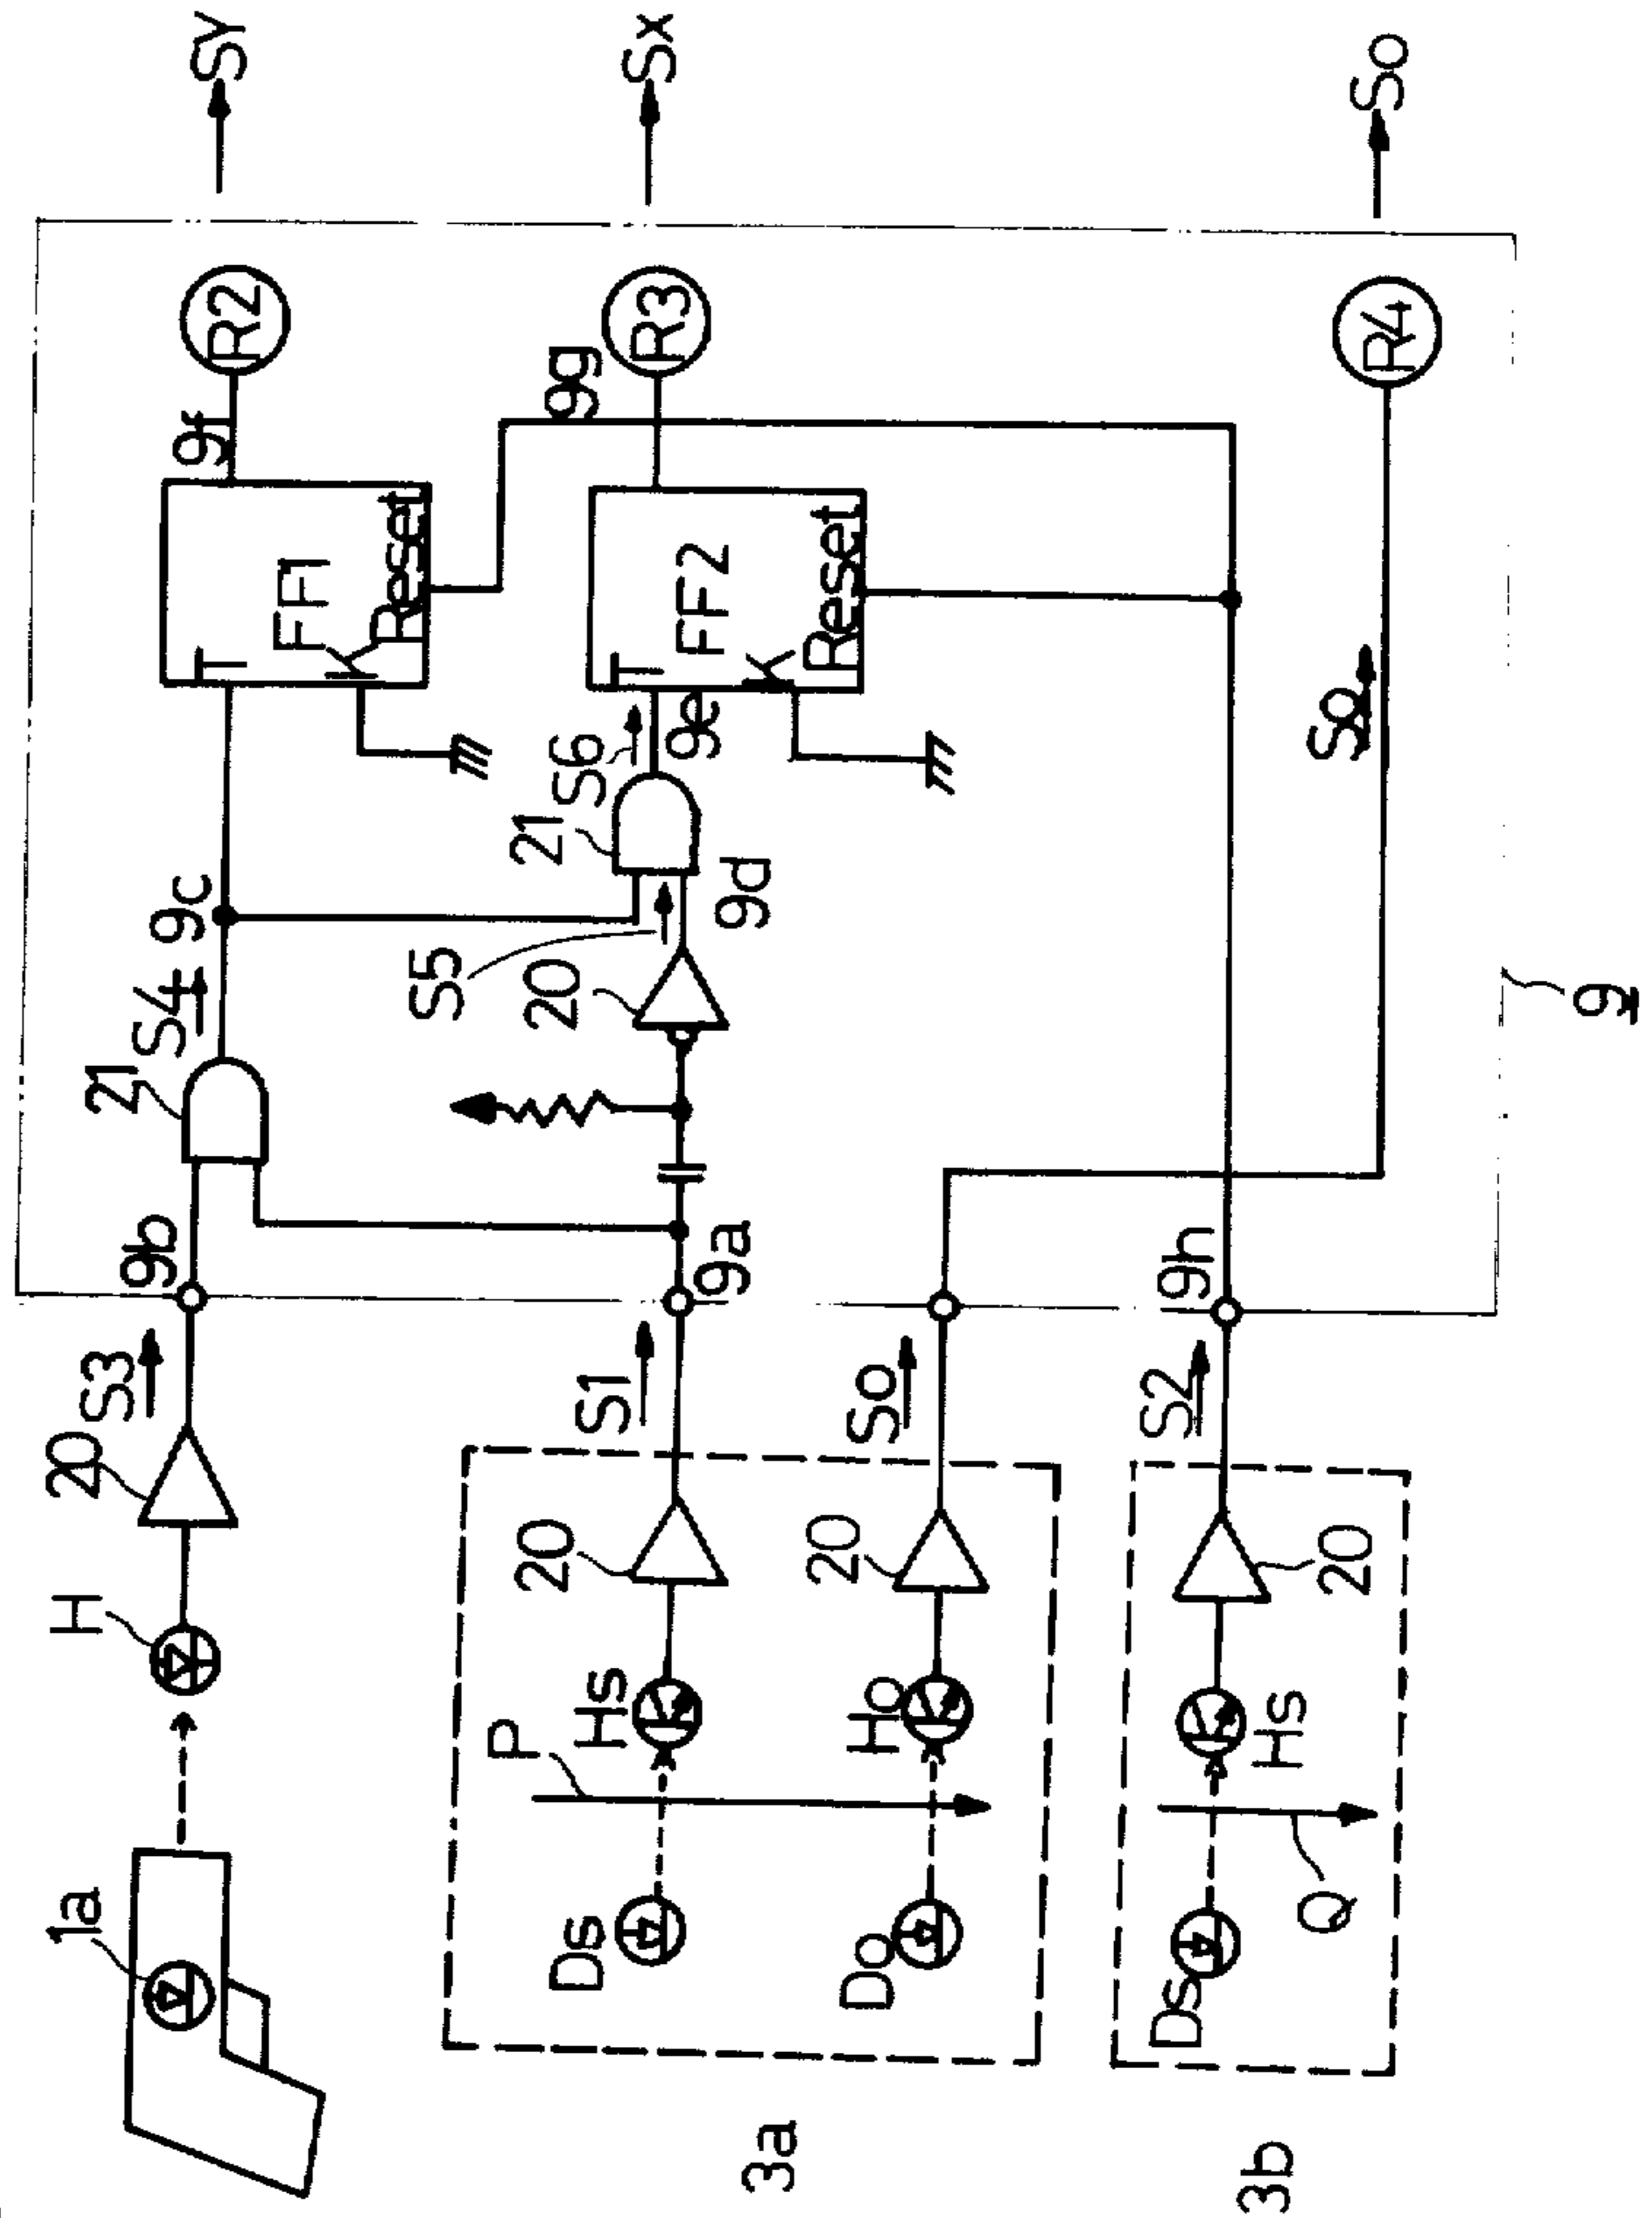 1a
H
20
S3
9b
21
S4
9c
T
FF1
K
Reset
9f
R2
SY
Ds
P
Hs
20
S1
9a
S5
20
9d
21
S6
9e
T
FF2
K
Reset
9g
R3
Sx
Do
Ho
20
So
So
R4
So
3a
Ds
Q
Hs
20
S2
9h
3b
9